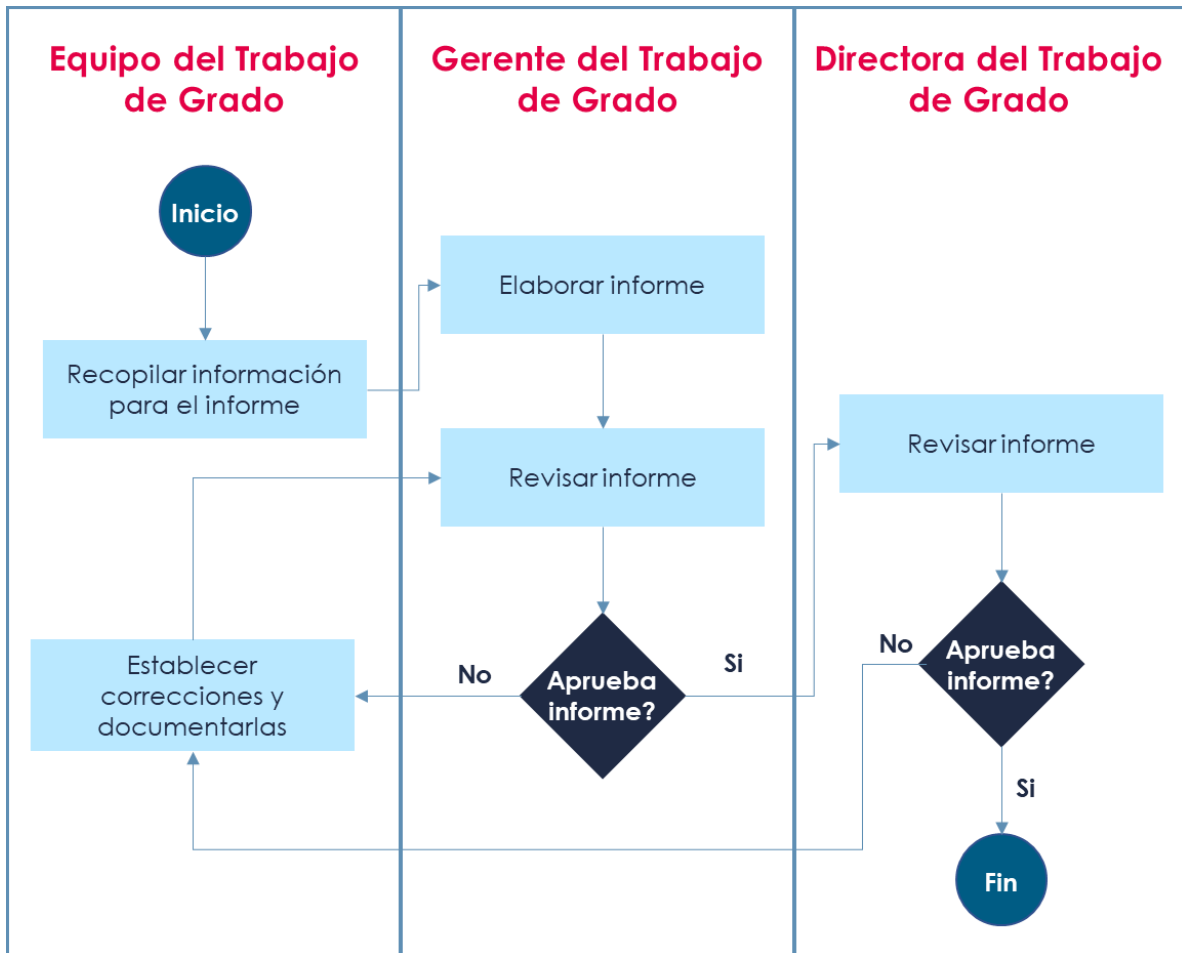 Equipo del Trabajo
de Grado
Gerente del Trabajo
de Grado
Directora del Trabajo
de Grado
Inicio
Recopilar información
para el informe
Elaborar informe
Revisar informe
Revisar informe
Establecer
correcciones y
documentarlas
No
Aprueba
informe?
Si
No
Aprueba
informe?
Si
Fin